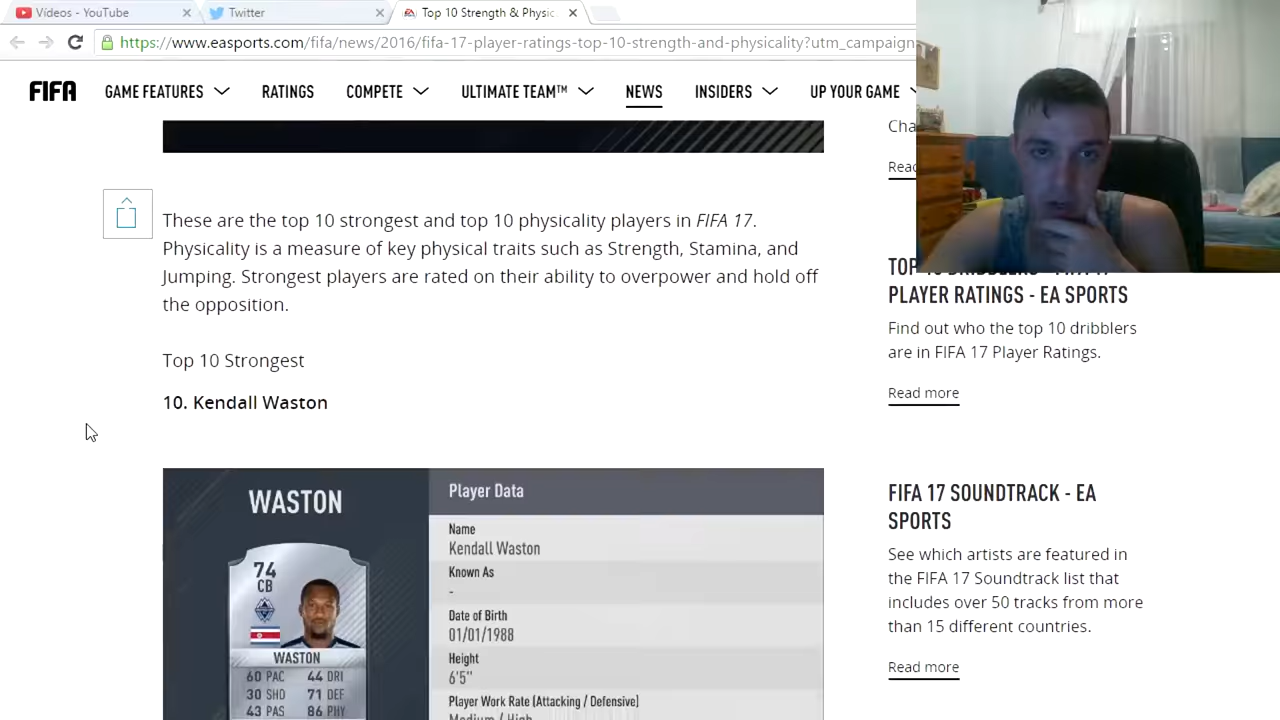 Vídeos - YouTube
Twitter
Top 10 Strength & Physic
https://www.easports.com/fifa/news/2016/fifa-17-player-ratings-top-10-strength-and-physicality?utm_campaign
FIFA
GAME FEATURES
RATINGS
COMPETE
ULTIMATE TEAM™
NEWS
INSIDERS
UP YOUR GAME
These are the top 10 strongest and top 10 physicality players in FIFA 17.
Physicality is a measure of key physical traits such as Strength, Stamina, and
Jumping. Strongest players are rated on their ability to overpower and hold off
the opposition.
Top 10 Strongest
10. Kendall Waston
WASTON
74
CB
WASTON
60 PAC 44 DRI
30 SHO 71 DEF
43 PAS 86 PHY
Player Data
Name
Kendall Waston
Known As
-
Date of Birth
01/01/1988
Height
6'5"
Player Work Rate (Attacking / Defensive)
Medium / High
Cha
Read
PLAYER RATINGS - EA SPORTS
Find out who the top 10 dribblers
are in FIFA 17 Player Ratings.
Read more
FIFA 17 SOUNDTRACK - EA
SPORTS
See which artists are featured in
the FIFA 17 Soundtrack list that
includes over 50 tracks from more
than 15 different countries.
Read more